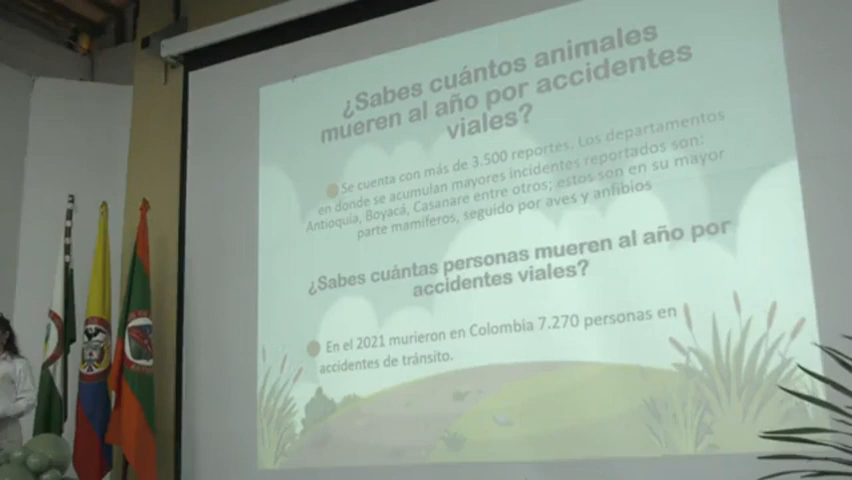 ¿Sabes cuántos animales
mueren al año por accidentes
viales?
Se cuenta con más de 3.500 reportes. Los departamentos
en donde se acumulan mayores incidentes reportados son:
Antioquia, Boyacá, Casanare entre otros; estos son en su mayor
parte mamíferos, seguido por aves y anfibios
¿Sabes cuántas personas mueren al año por
accidentes viales?
En el 2021 murieron en Colombia 7.270 personas en
accidentes de tránsito.